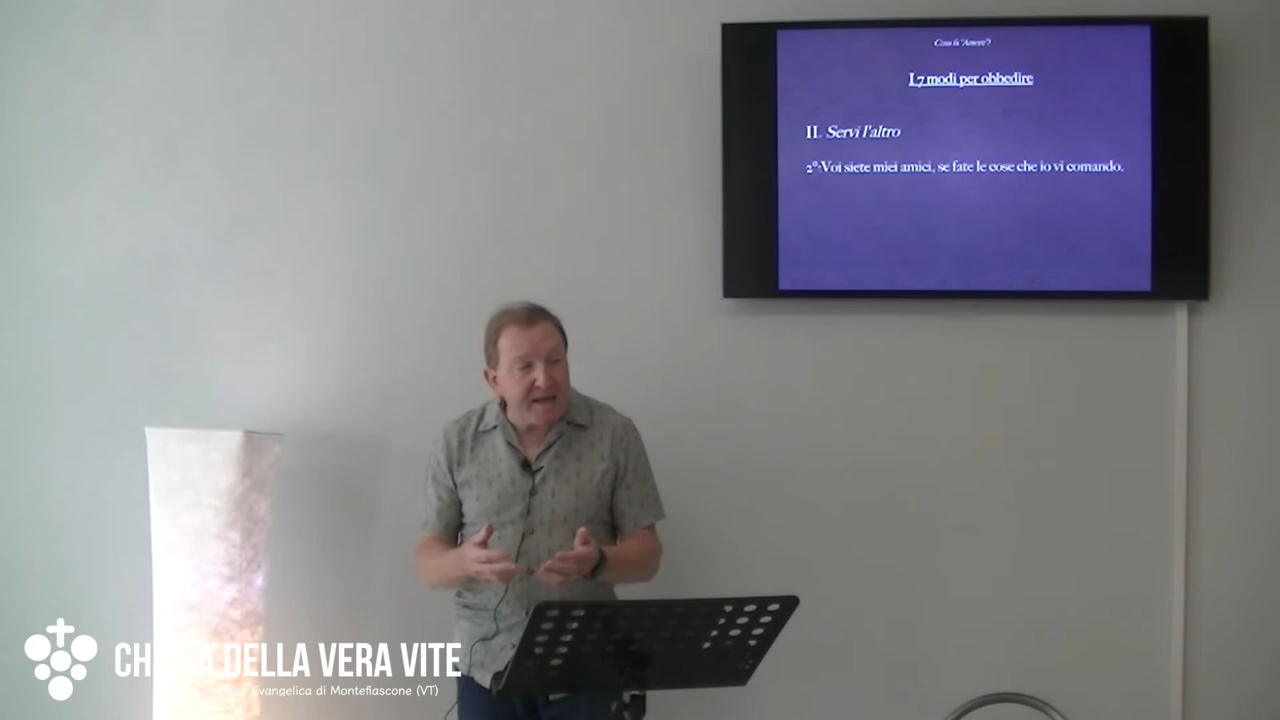 Cosa fa "Amore"?
I 7 modi per obbedire
II. Servi l'altro
2°:Voi siete miei amici, se fate le cose che io vi comando.
CHIESA DELLA VERA VITE
Evangelica di Montefiascone (VT)